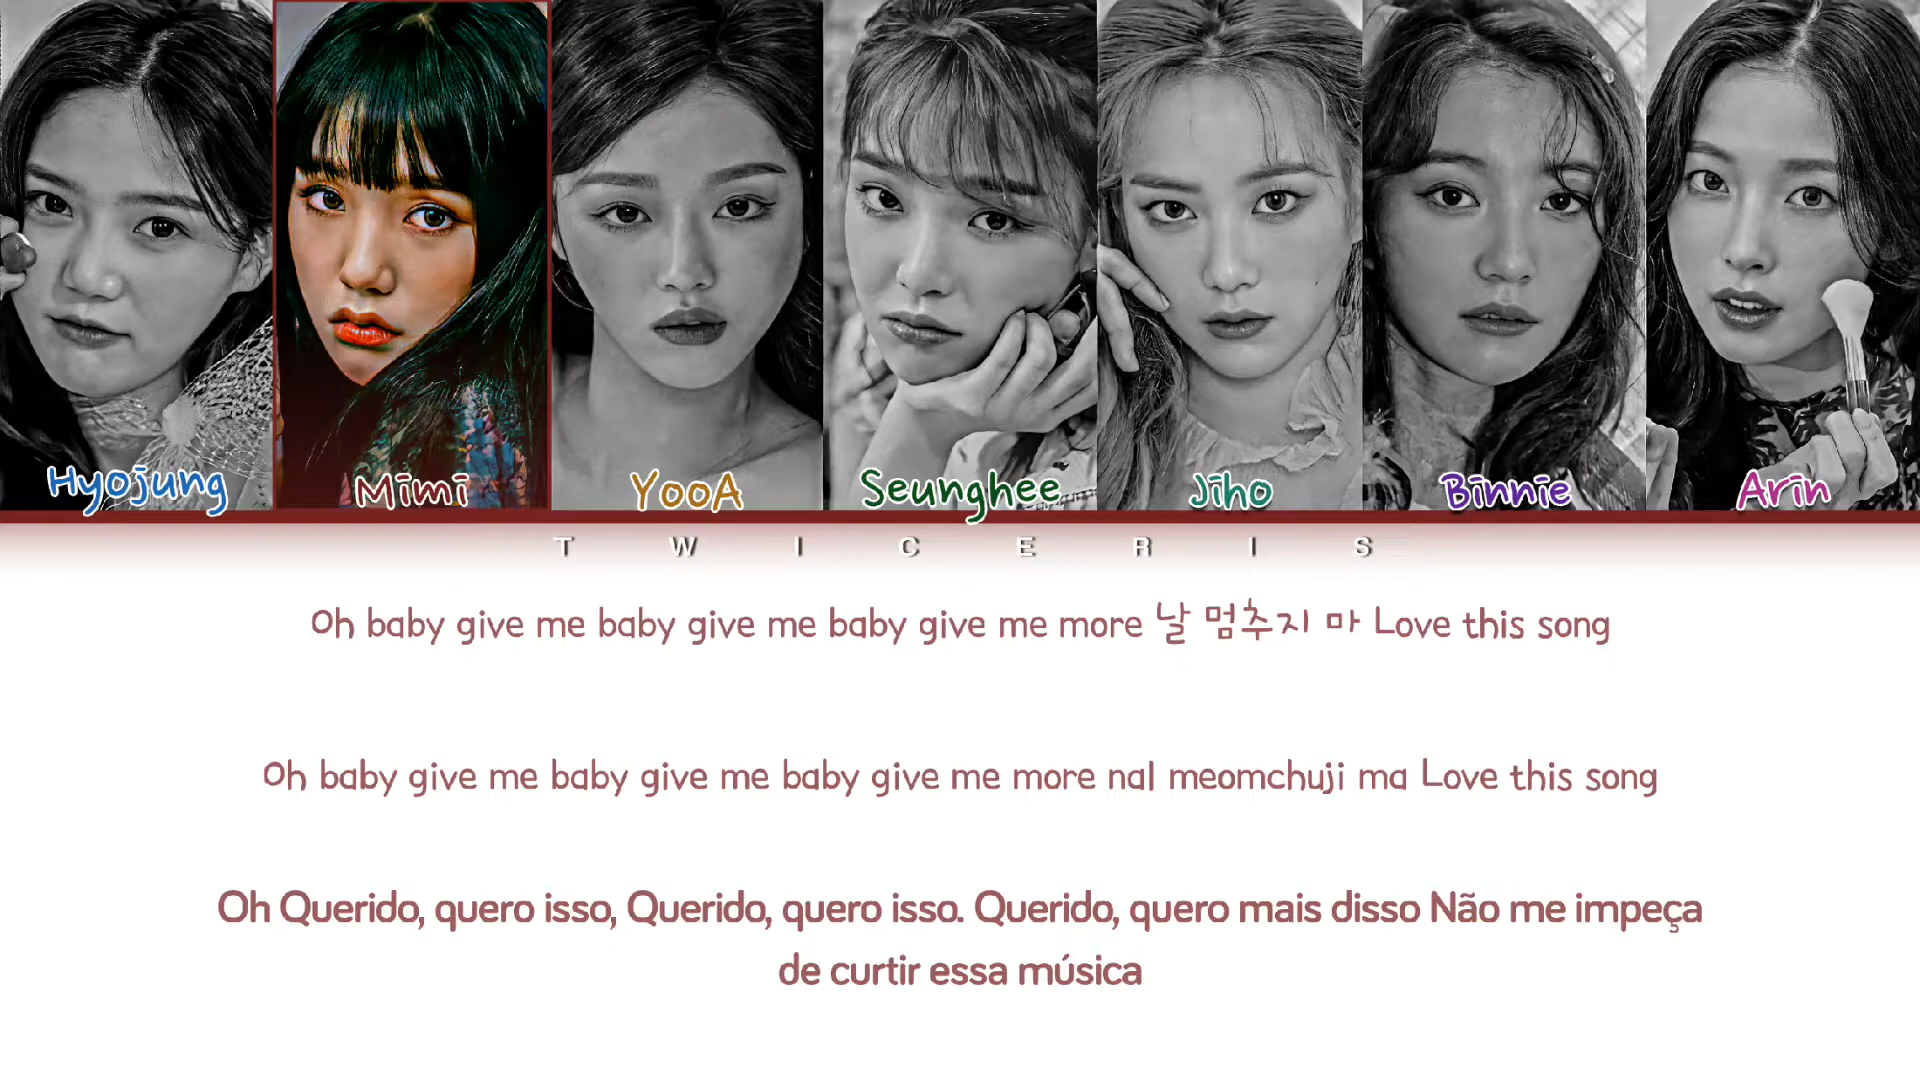 Hyojung Mimi YooA Seunghee Jiho Binnie Arin
T W I C E R I S
Oh baby give me baby give me baby give me more 날 멈추지 마 Love this song
Oh baby give me baby give me baby give me more nal meomchuji ma Love this song
Oh Querido, quero isso, Querido, quero isso. Querido, quero mais disso Não me impeça
de curtir essa música